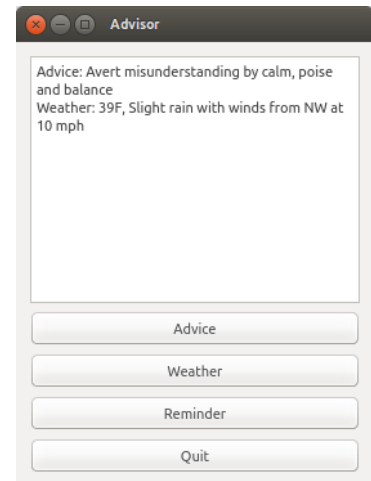 Advisor
Advice: Avert misunderstanding by calm, poise
and balance
Weather: 39F, Slight rain with winds from NW at
10 mph
Advice
Weather
Reminder
Quit